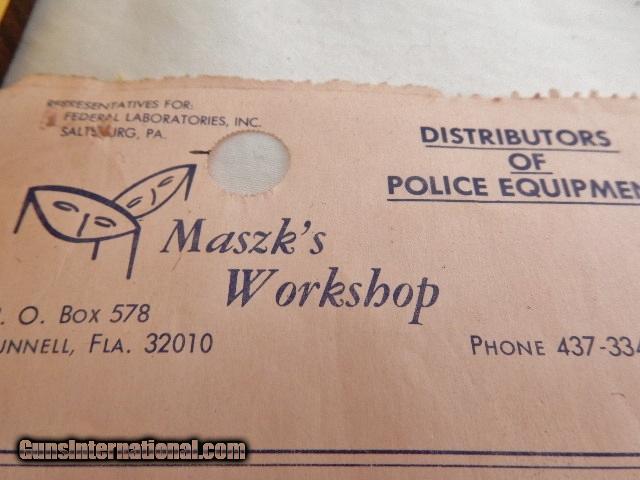 REPRESENTATIVES FOR:
FEDERAL LABORATORIES, INC.
SALTSBURG, PA.
DISTRIBUTORS
OF
POLICE EQUIPMEN
Maszk's
Workshop
. O. BOX 578
UNNELL, FLA. 32010
PHONE 437-334
GunsInternational.com